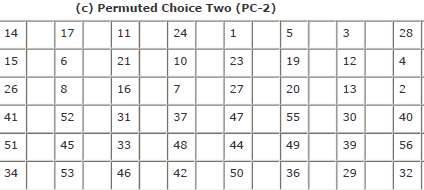 (c) Permuted Choice Two (PC-2)
14 17 11 24 1 5 3 28
15 6 21 10 23 19 12 4
26 8 16 7 27 20 13 2
41 52 31 37 47 55 30 40
51 45 33 48 44 49 39 56
34 53 46 42 50 36 29 32